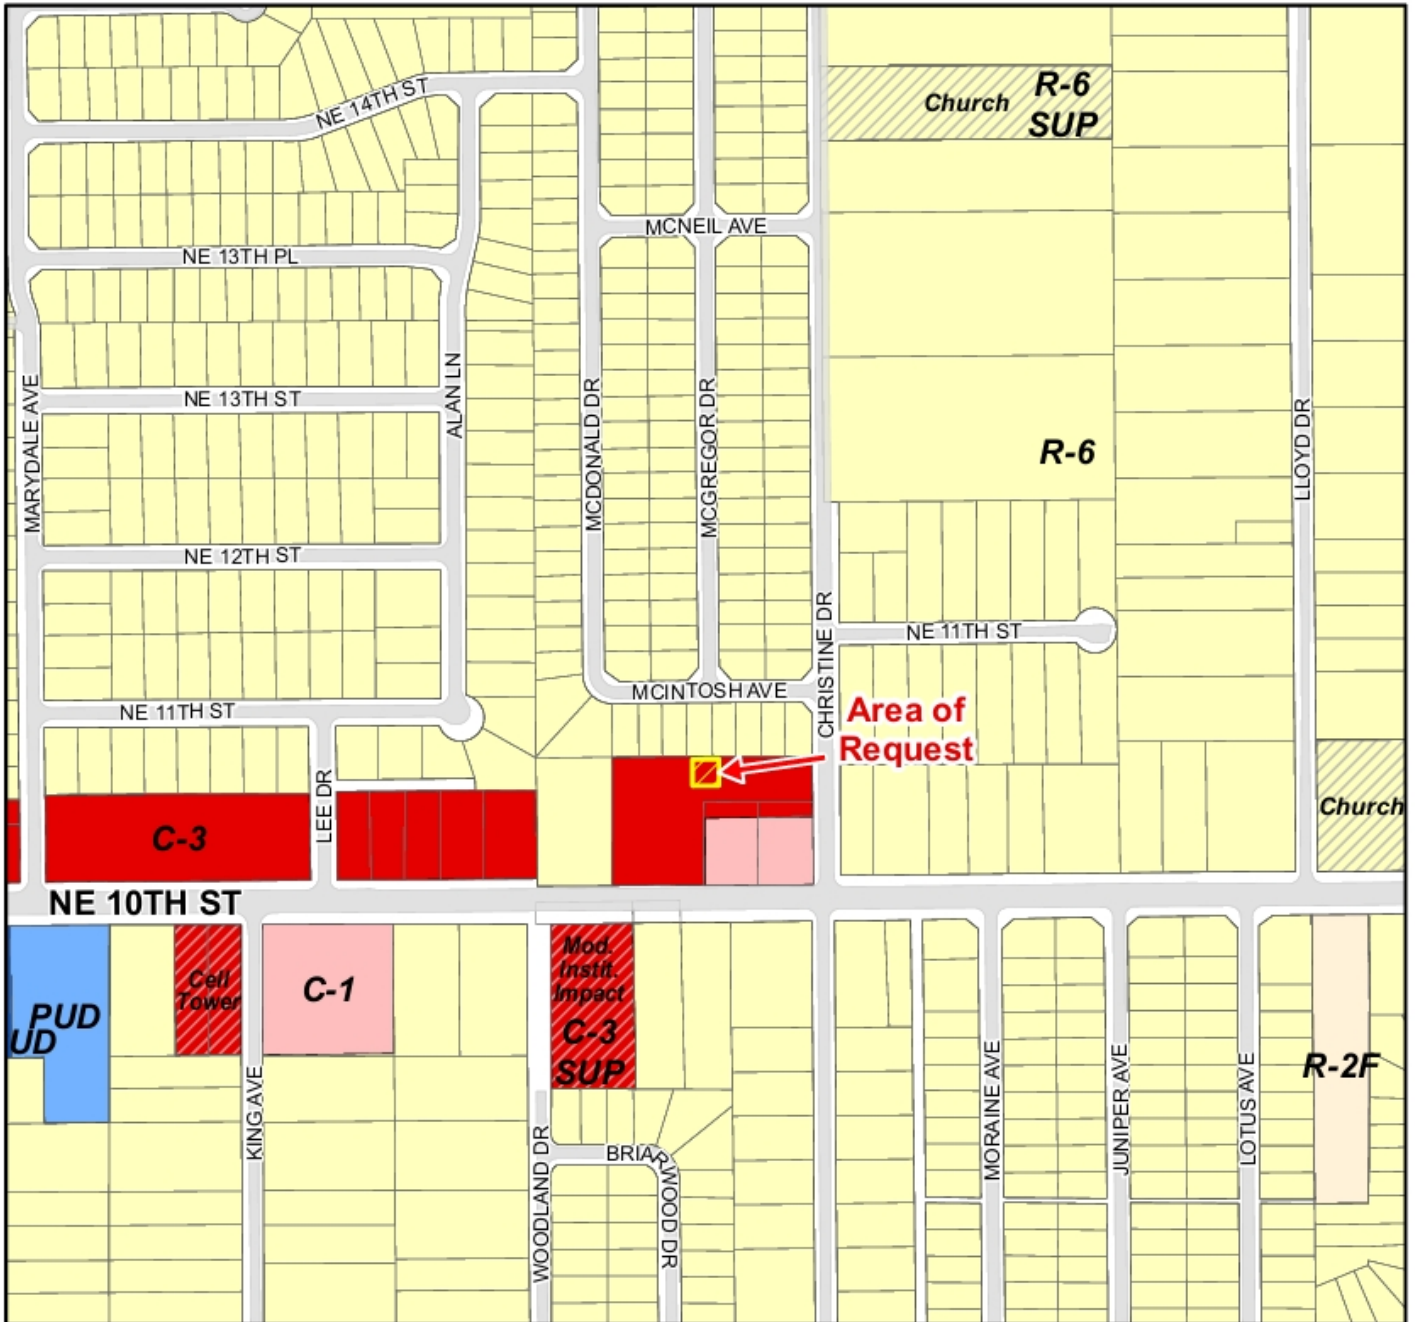 Church
R-6
SUP
NE 14TH ST
MCNEIL AVE
NE 13TH PL
MARYDALE AVE
NE 13TH ST
ALAN LN
MCDONALD DR
MCGREGOR DR
R-6
LLOYD DR
NE 12TH ST
CHRISTINE DR
NE 11TH ST
MCINTOSH AVE
NE 11TH ST
Area of
Request
LEE DR
C-3
Church
NE 10TH ST
PUD
UD
Cell
Tower
C-1
Mod.
Instit.
Impact
C-3
SUP
R-2F
KING AVE
WOODLAND DR
BRIARWOOD DR
MORAINE AVE
JUNIPER AVE
LOTUS AVE